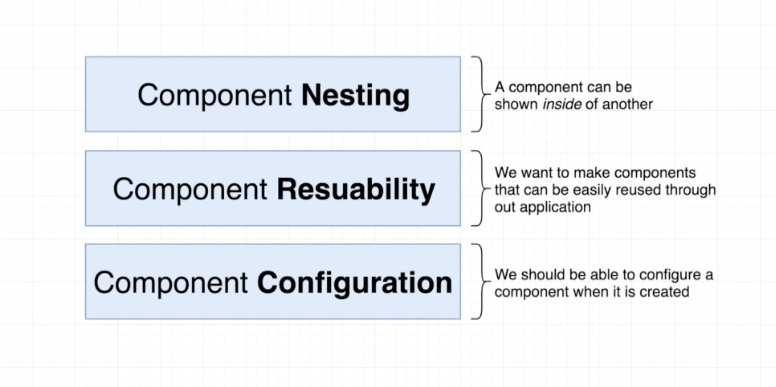 Component Nesting
A component can be
shown inside of another
Component Resuability
We want to make components
that can be easily reused through
out application
Component Configuration
We should be able to configure a
component when it is created